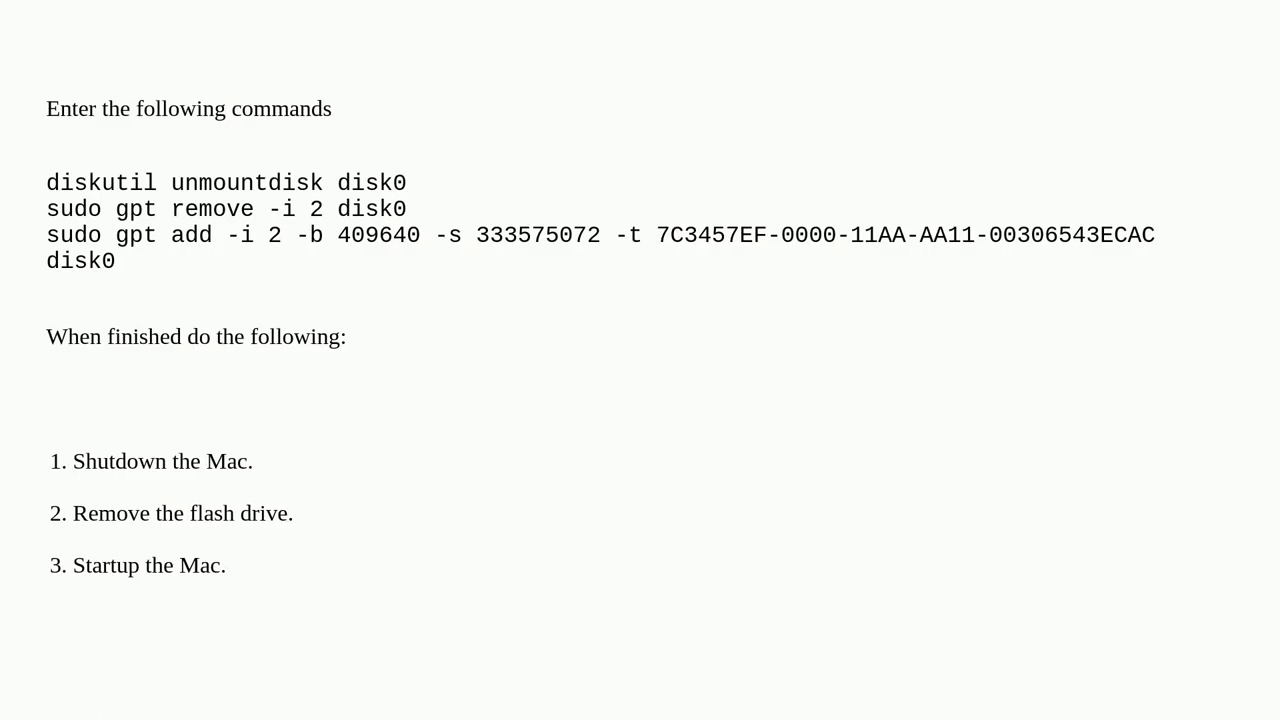 Enter the following commands
diskutil unmountdisk disk0
sudo gpt remove -i 2 disk0
sudo gpt add -i 2 -b 409640 -s 333575072 -t 7C3457EF-0000-11AA-AA11-00306543ECAC
disk0
When finished do the following:
1. Shutdown the Mac.
2. Remove the flash drive.
3. Startup the Mac.